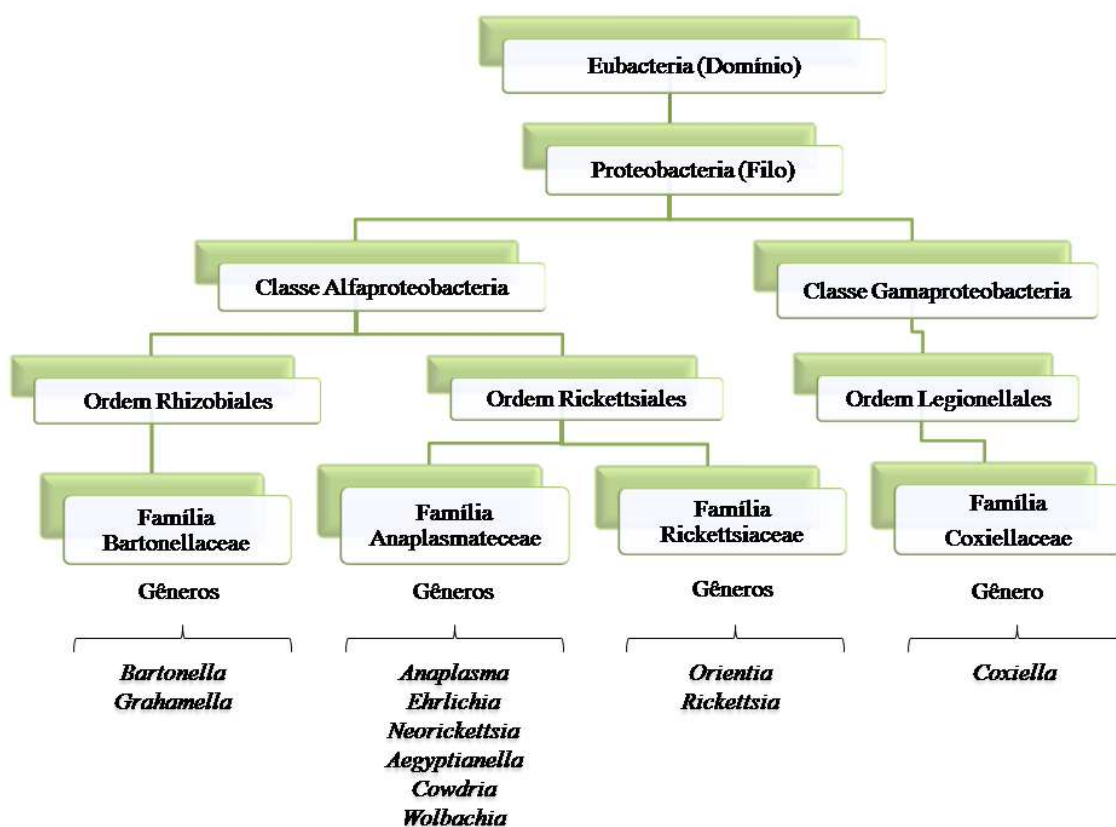 Eubacteria (Domínio)
Proteobacteria (Filo)
Classe Alfaproteobacteria
Classe Gamaproteobacteria
Ordem Rhizobiales
Ordem Rickettsiales
Ordem Legionellales
Família
Bartonellaceae
Família
Anaplasmateceae
Família
Rickettsiaceae
Família
Coxiellaceae
Gêneros
Gêneros
Gêneros
Gênero
Bartonella
Grahamella
Anaplasma
Ehrlichia
Neorickettsia
Aegyptianella
Cowdria
Wolbachia
Orientia
Rickettsia
Coxiella